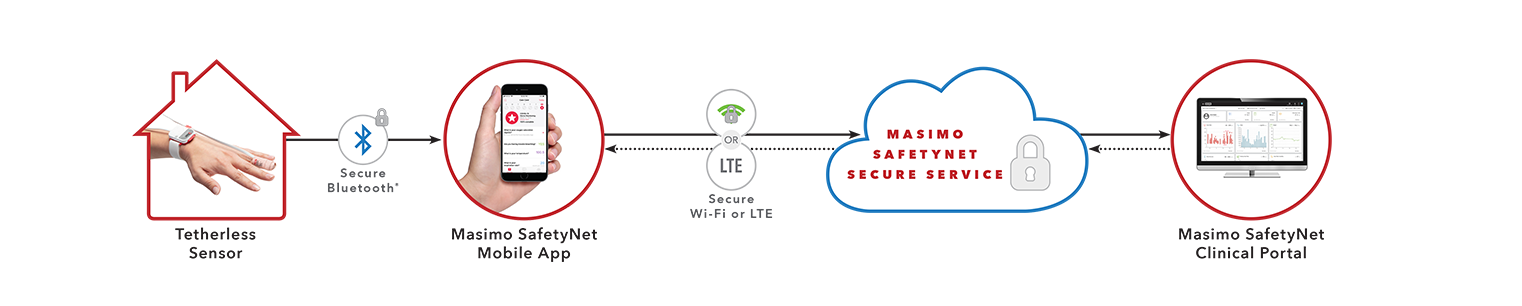 Tetherless
Sensor
Secure
Bluetooth®
Masimo SafetyNet
Mobile App
OR
LTE
Secure
Wi-Fi or LTE
MASIMO
SAFETYNET
SECURE SERVICE
Masimo SafetyNet
Clinical Portal